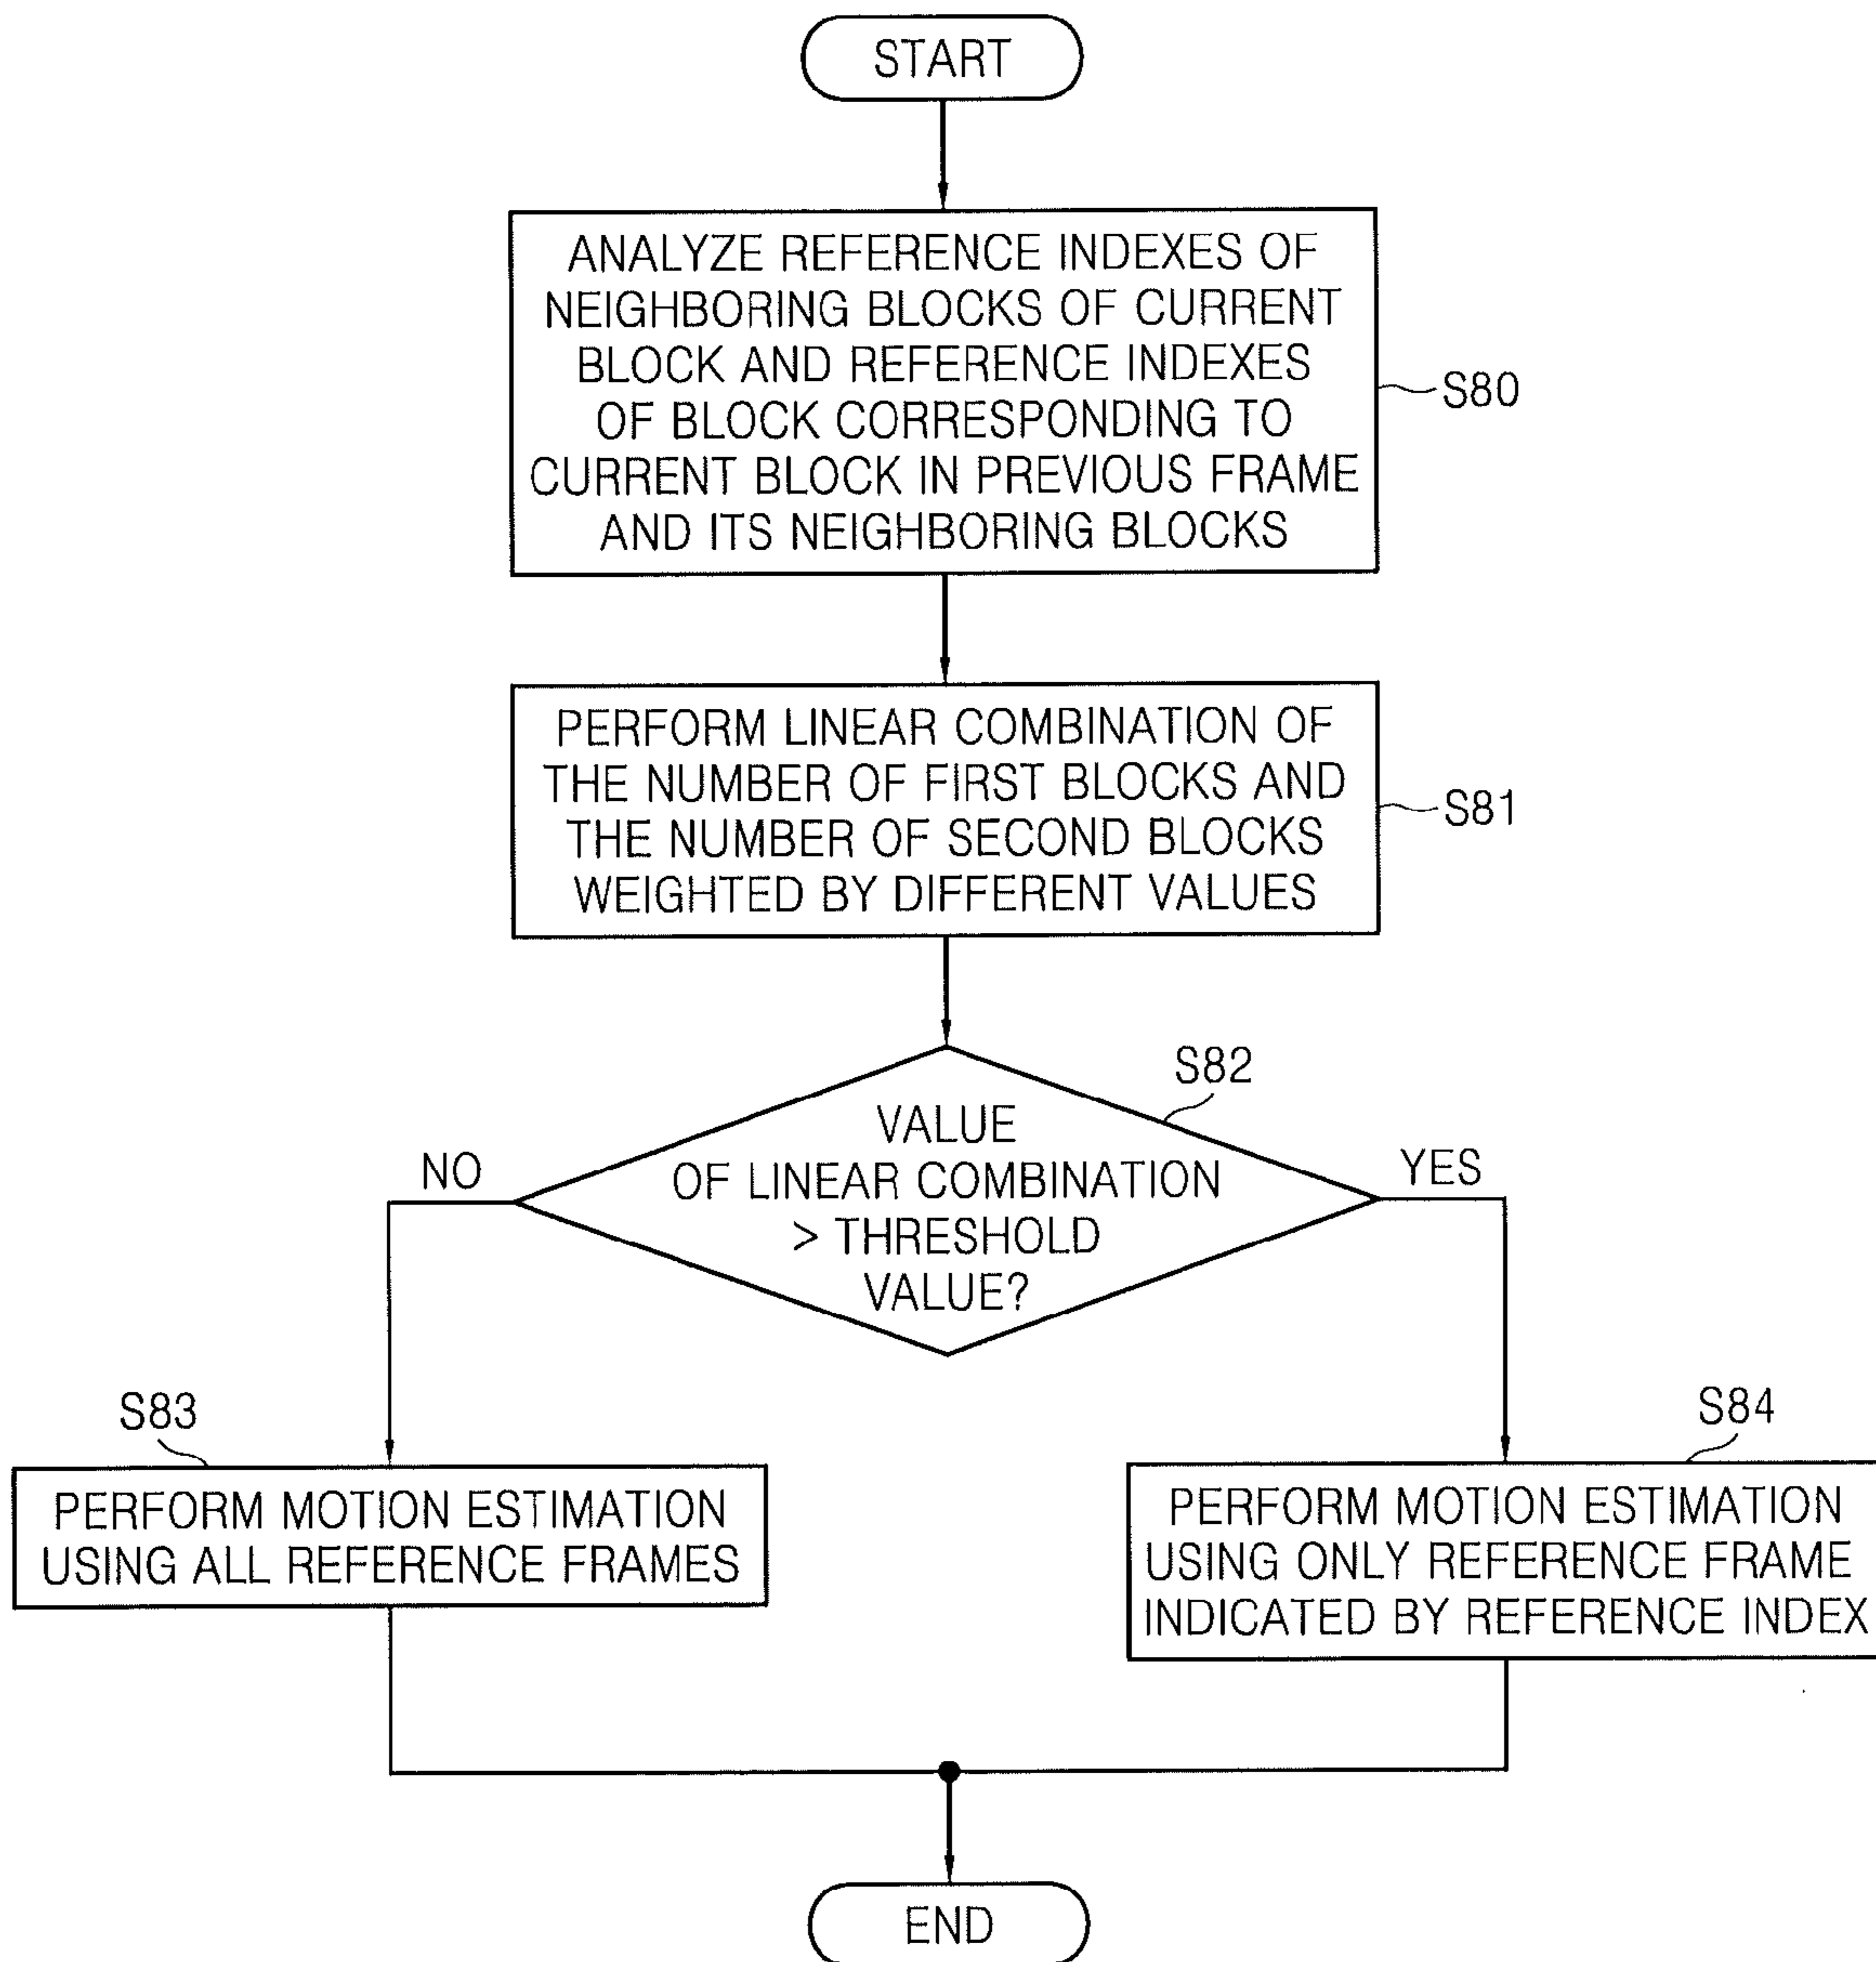 START
ANALYZE REFERENCE INDEXES OF
NEIGHBORING BLOCKS OF CURRENT
BLOCK AND REFERENCE INDEXES
OF BLOCK CORRESPONDING TO
CURRENT BLOCK IN PREVIOUS FRAME
AND ITS NEIGHBORING BLOCKS
S80
PERFORM LINEAR COMBINATION OF
THE NUMBER OF FIRST BLOCKS AND
THE NUMBER OF SECOND BLOCKS
WEIGHTED BY DIFFERENT VALUES
S81
S82
VALUE
OF LINEAR COMBINATION
> THRESHOLD
VALUE?
NO
YES
S83
PERFORM MOTION ESTIMATION
USING ALL REFERENCE FRAMES
S84
PERFORM MOTION ESTIMATION
USING ONLY REFERENCE FRAME
INDICATED BY REFERENCE INDEX
END